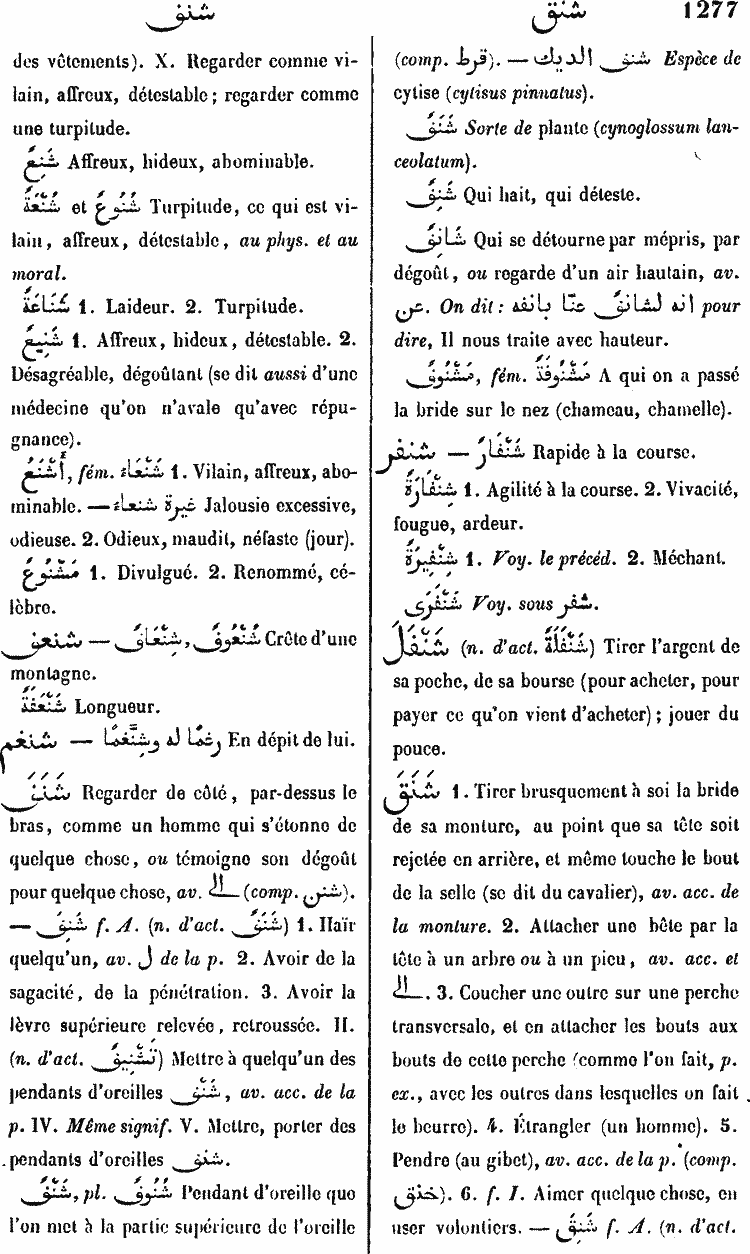 شنف
شنق 1277
des vêtements). X. Regarder comme vi-
lain, affreux, détestable; regarder comme
une turpitude.
شَنِعٌ Affreux, hideux, abominable.
شُنْعَةٌ et شُنُوعٌ Turpitude, ce qui est vi-
lain, affreux, détestable, au phys. et au
moral.
شَنَاعَةٌ 1. Laideur. 2. Turpitude.
شَنِيعٌ 1. Affreux, hideux, détestable. 2.
Désagréable, dégoûtant (se dit aussi d'une
médecine qu'on n'avale qu'avec répu-
gnance).
أَشْنَعُ, fém. شَنْعَاءُ 1. Vilain, affreux, abo-
minable. — غيرة شنعاء Jalousie excessive,
odieuse. 2. Odieux, maudit, néfaste (jour).
مَشْنُوعٌ 1. Divulgué. 2. Renommé, cé-
lèbre.
شنعف — شِنْعَافٌ, شُنْعُوفٌ Crête d'une
montagne.
شَنْعَفَةٌ Longueur.
شنغم — رغمًا له وشِنَّغْمًا En dépit de lui.
شَنَفَ Regarder de côté, par-dessus le
bras, comme un homme qui s'étonne de
quelque chose, ou témoigne son dégoût
pour quelque chose, av. الى (comp. شفن).
— شَنِفَ f. A. (n. d'act. شَنَفٌ) 1. Haïr
quelqu'un, av. ل de la p. 2. Avoir de la
sagacité, de la pénétration. 3. Avoir la
lèvre supérieure relevée, retroussée. II.
(n. d'act. تَشْنِيفٌ) Mettre à quelqu'un des
pendants d'oreilles شَنْف, av. acc. de la
p. IV. Même signif. V. Mettre, porter des
pendants d'oreilles شنف.
شَنْفٌ, pl. شُنُوفٌ Pendant d'oreille que
l'on met à la partie supérieure de l'oreille
(comp. قرط). — شنف الديك Espèce de
cytise (cytisus pinnatus).
شَنَفٌ Sorte de plante (cynoglossum lan-
ceolatum).
شَنِفٌ Qui hait, qui déteste.
شَانِفٌ Qui se détourne par mépris, par
dégoût, ou regarde d'un air hautain, av.
عن. On dit: انه لشانف عنّا بانفه pour
dire, Il nous traite avec hauteur.
مَشْنُوفٌ, fém. مَشْنُوفَةٌ A qui on a passé
la bride sur le nez (chameau, chamelle).
شنفر — شِنْفَارٌ Rapide à la course.
شِنْفَارَةٌ 1. Agilité à la course. 2. Vivacité,
fougue, ardeur.
شِنْفِيرَةٌ 1. Voy. le précéd. 2. Méchant.
شَنْفَرَى Voy. sous شفر.
شَنْفَلَ (n. d'act. شَنْفَلَةٌ) Tirer l'argent de
sa poche, de sa bourse (pour acheter, pour
payer ce qu'on vient d'acheter); jouer du
pouce.
شَنَقَ 1. Tirer brusquement à soi la bride
de sa monture, au point que sa tête soit
rejetée en arrière, et même touche le bout
de la selle (se dit du cavalier), av. acc. de
la monture. 2. Attacher une bête par la
tête à un arbre ou à un pieu, av. acc. et
الى. 3. Coucher une outre sur une perche
transversale, et en attacher les bouts aux
bouts de cette perche (comme l'on fait, p.
ex., avec les outres dans lesquelles on fait
le beurre). 4. Étrangler (un homme). 5.
Pendre (au gibet), av. acc. de la p. (comp.
خنق). 6. f. I. Aimer quelque chose, en
user volontiers. — شَنِقَ f. A. (n. d'act.